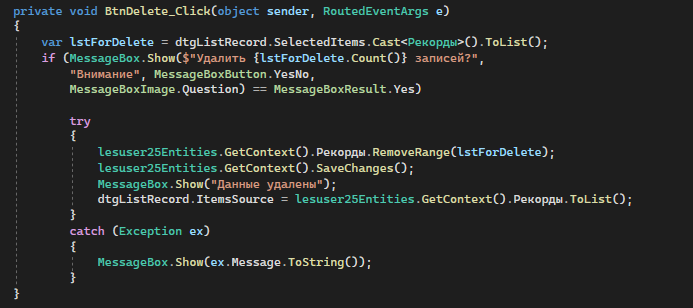 private void BtnDelete_Click(object sender, RoutedEventArgs e)
{
var lstForDelete = dtgListRecord.SelectedItems.Cast<Рекорды>().ToList();
if (MessageBox.Show($"Удалить {lstForDelete.Count()} записей?",
"Внимание", MessageBoxButton.YesNo,
MessageBoxImage.Question) == MessageBoxResult.Yes)
try
{
lesuser25Entities.GetContext().Рекорды.RemoveRange(lstForDelete);
lesuser25Entities.GetContext().SaveChanges();
MessageBox.Show("Данные удалены");
dtgListRecord.ItemsSource = lesuser25Entities.GetContext().Рекорды.ToList();
}
catch (Exception ex)
{
MessageBox.Show(ex.Message.ToString());
}
}